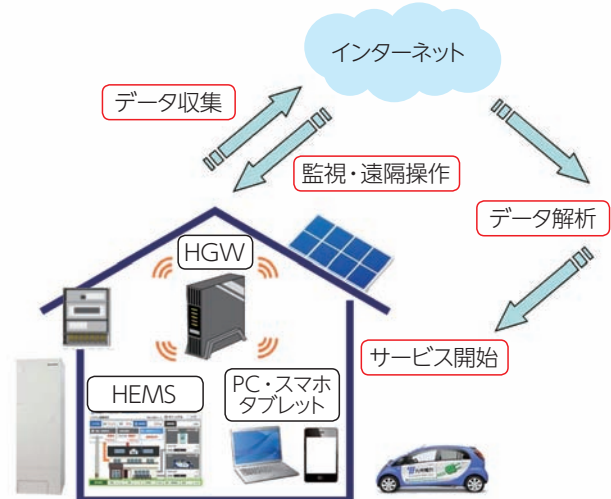 インターネット
データ収集
監視・遠隔操作
データ解析
HGW
サービス開始
HEMS
PC・スマホ
タブレット